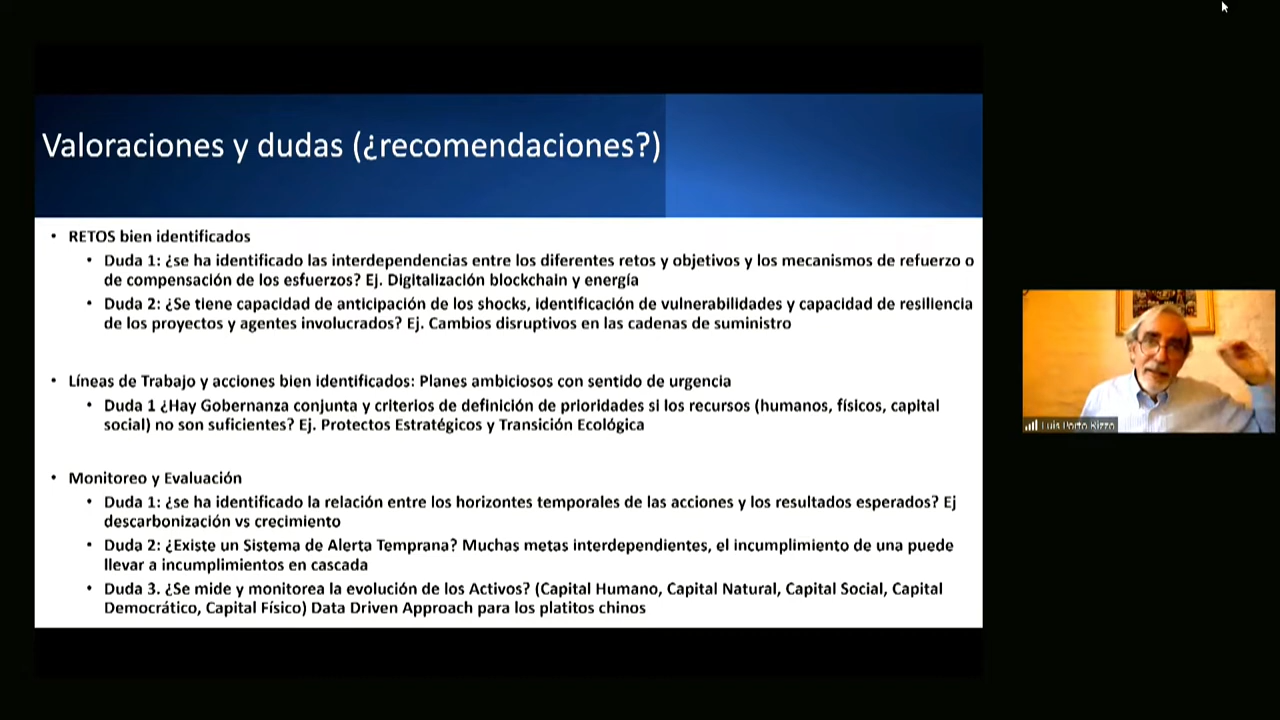 Valoraciones y dudas (¿recomendaciones?)
• RETOS bien identificados
• Duda 1: ¿se ha identificado las interdependencias entre los diferentes retos y objetivos y los mecanismos de refuerzo o
de compensación de los esfuerzos? Ej. Digitalización blockchain y energía
• Duda 2: ¿Se tiene capacidad de anticipación de los shocks, identificación de vulnerabilidades y capacidad de resiliencia
de los proyectos y agentes involucrados? Ej. Cambios disruptivos en las cadenas de suministro
• Líneas de Trabajo y acciones bien identificados: Planes ambiciosos con sentido de urgencia
• Duda 1 ¿Hay Gobernanza conjunta y criterios de definición de prioridades si los recursos (humanos, físicos, capital
social) no son suficientes? Ej. Protectos Estratégicos y Transición Ecológica
• Monitoreo y Evaluación
• Duda 1: ¿se ha identificado la relación entre los horizontes temporales de las acciones y los resultados esperados? Ej
descarbonización vs crecimiento
• Duda 2: ¿Existe un Sistema de Alerta Temprana? Muchas metas interdependientes, el incumplimiento de una puede
llevar a incumplimientos en cascada
• Duda 3. ¿Se mide y monitorea la evolución de los Activos? (Capital Humano, Capital Natural, Capital Social, Capital
Democrático, Capital Físico) Data Driven Approach para los platitos chinos
Luis Porto Rizzo